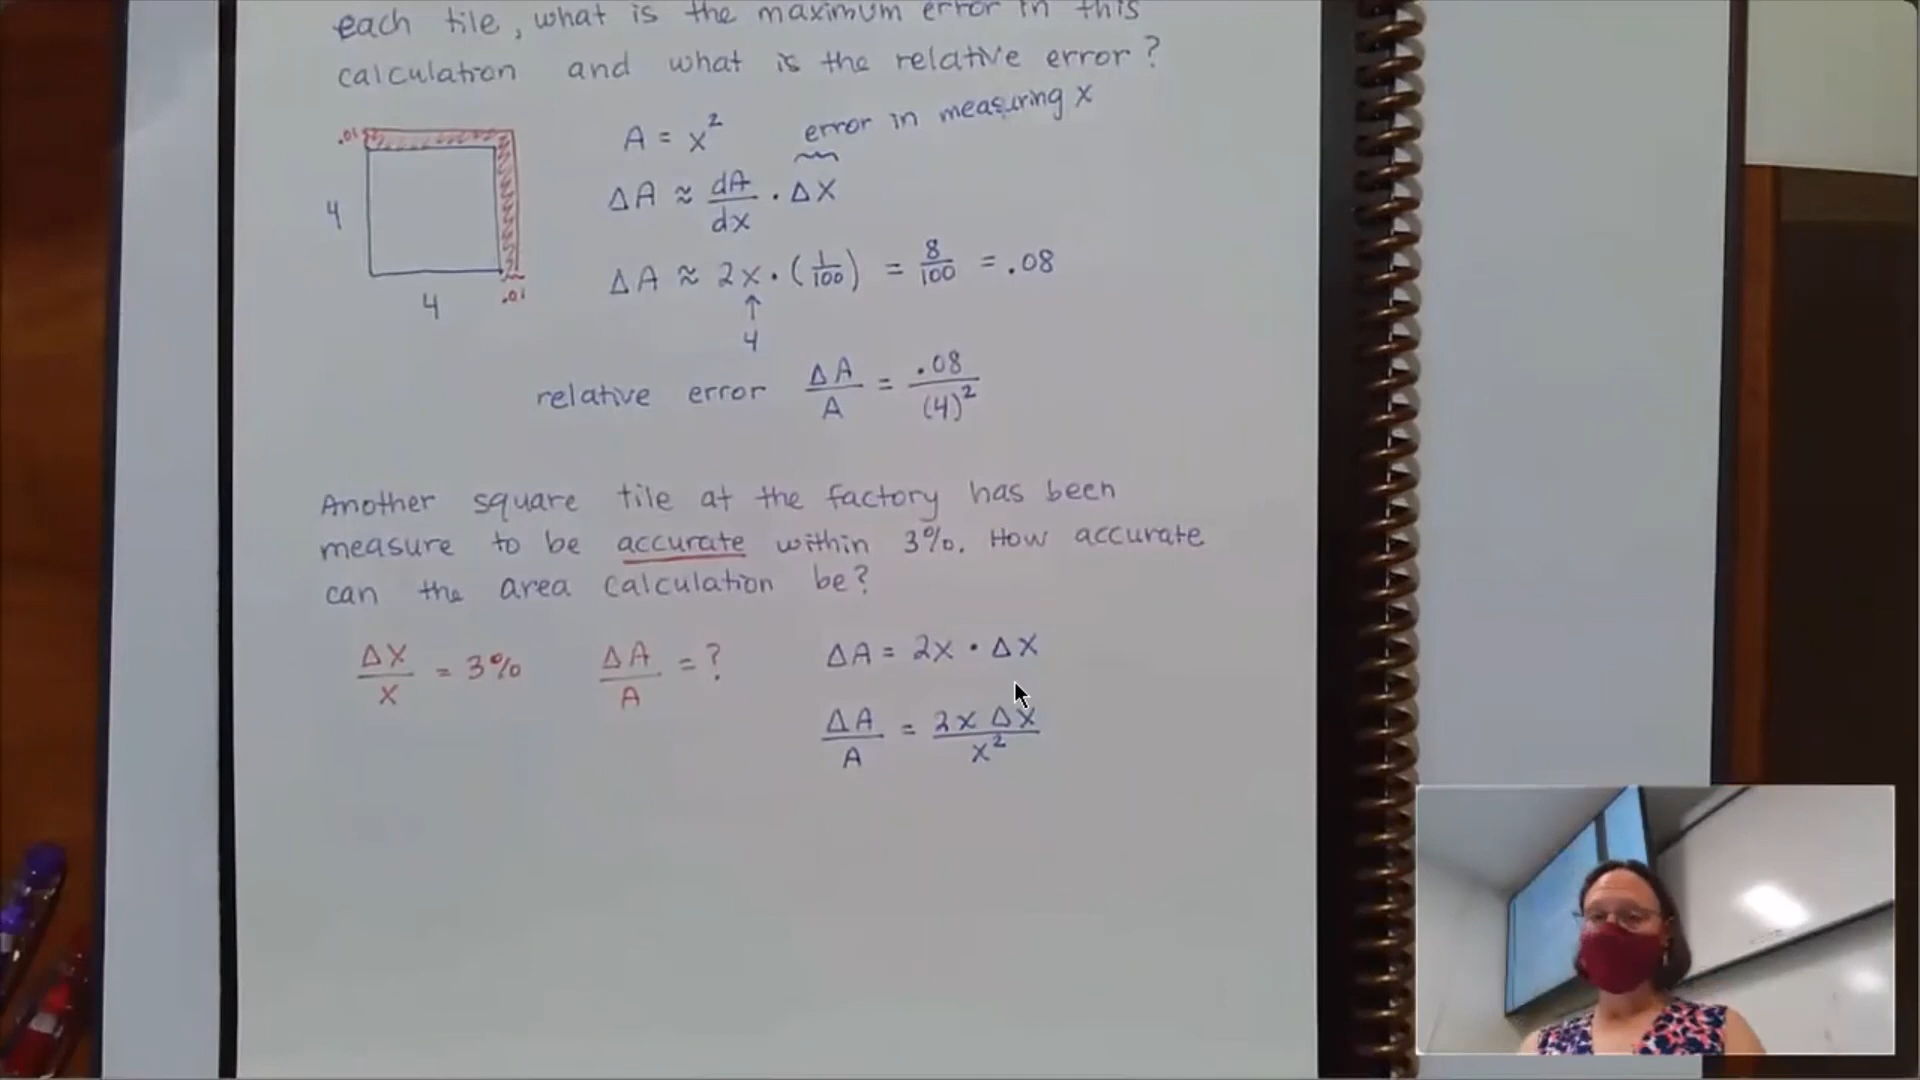 each tile, what is the maximum error in this
calculation and what is the relative error?
.01
4
4
.01
A = x²
error in measuring x
ΔA ≈ dA/dx · Δx
ΔA ≈ 2x · (1/100) = 8/100 = .08
↑
4
relative error ΔA/A = .08/(4)²
Another square tile at the factory has been
measure to be accurate within 3%. How accurate
can the area calculation be?
Δx/x = 3% ΔA/A = ?
ΔA = 2x · Δx
ΔA/A = 2x Δx/x²